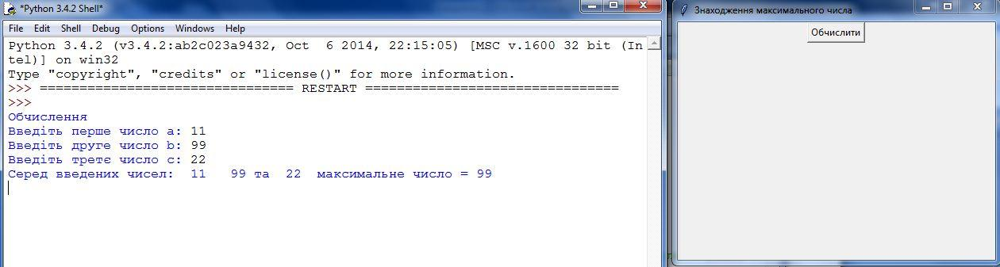 *Python 3.4.2 Shell*
File Edit Shell Debug Options Windows Help
Python 3.4.2 (v3.4.2:ab2c023a9432, Oct  6 2014, 22:15:05) [MSC v.1600 32 bit (In
tel)] on win32
Type "copyright", "credits" or "license()" for more information.
>>> ================================ RESTART ================================
>>>
Обчислення
Введіть перше число a: 11
Введіть друге число b: 99
Введіть третє число c: 22
Серед введених чисел:  11   99 та  22  максимальне число = 99
Знаходження максимального числа
Обчислити